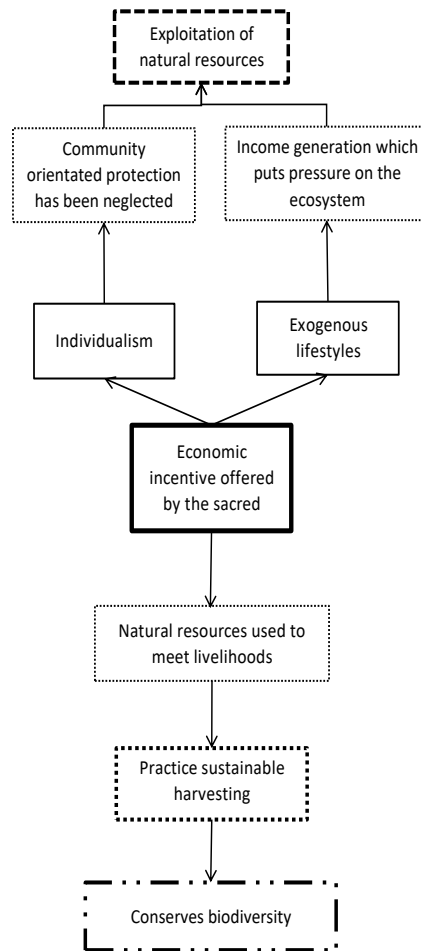 Exploitation of
natural resources
Community
orientated protection
has been neglected
Income generation which
puts pressure on the
ecosystem
Individualism
Exogenous
lifestyles
Economic
incentive offered
by the sacred
Natural resources used to
meet livelihoods
Practice sustainable
harvesting
Conserves biodiversity